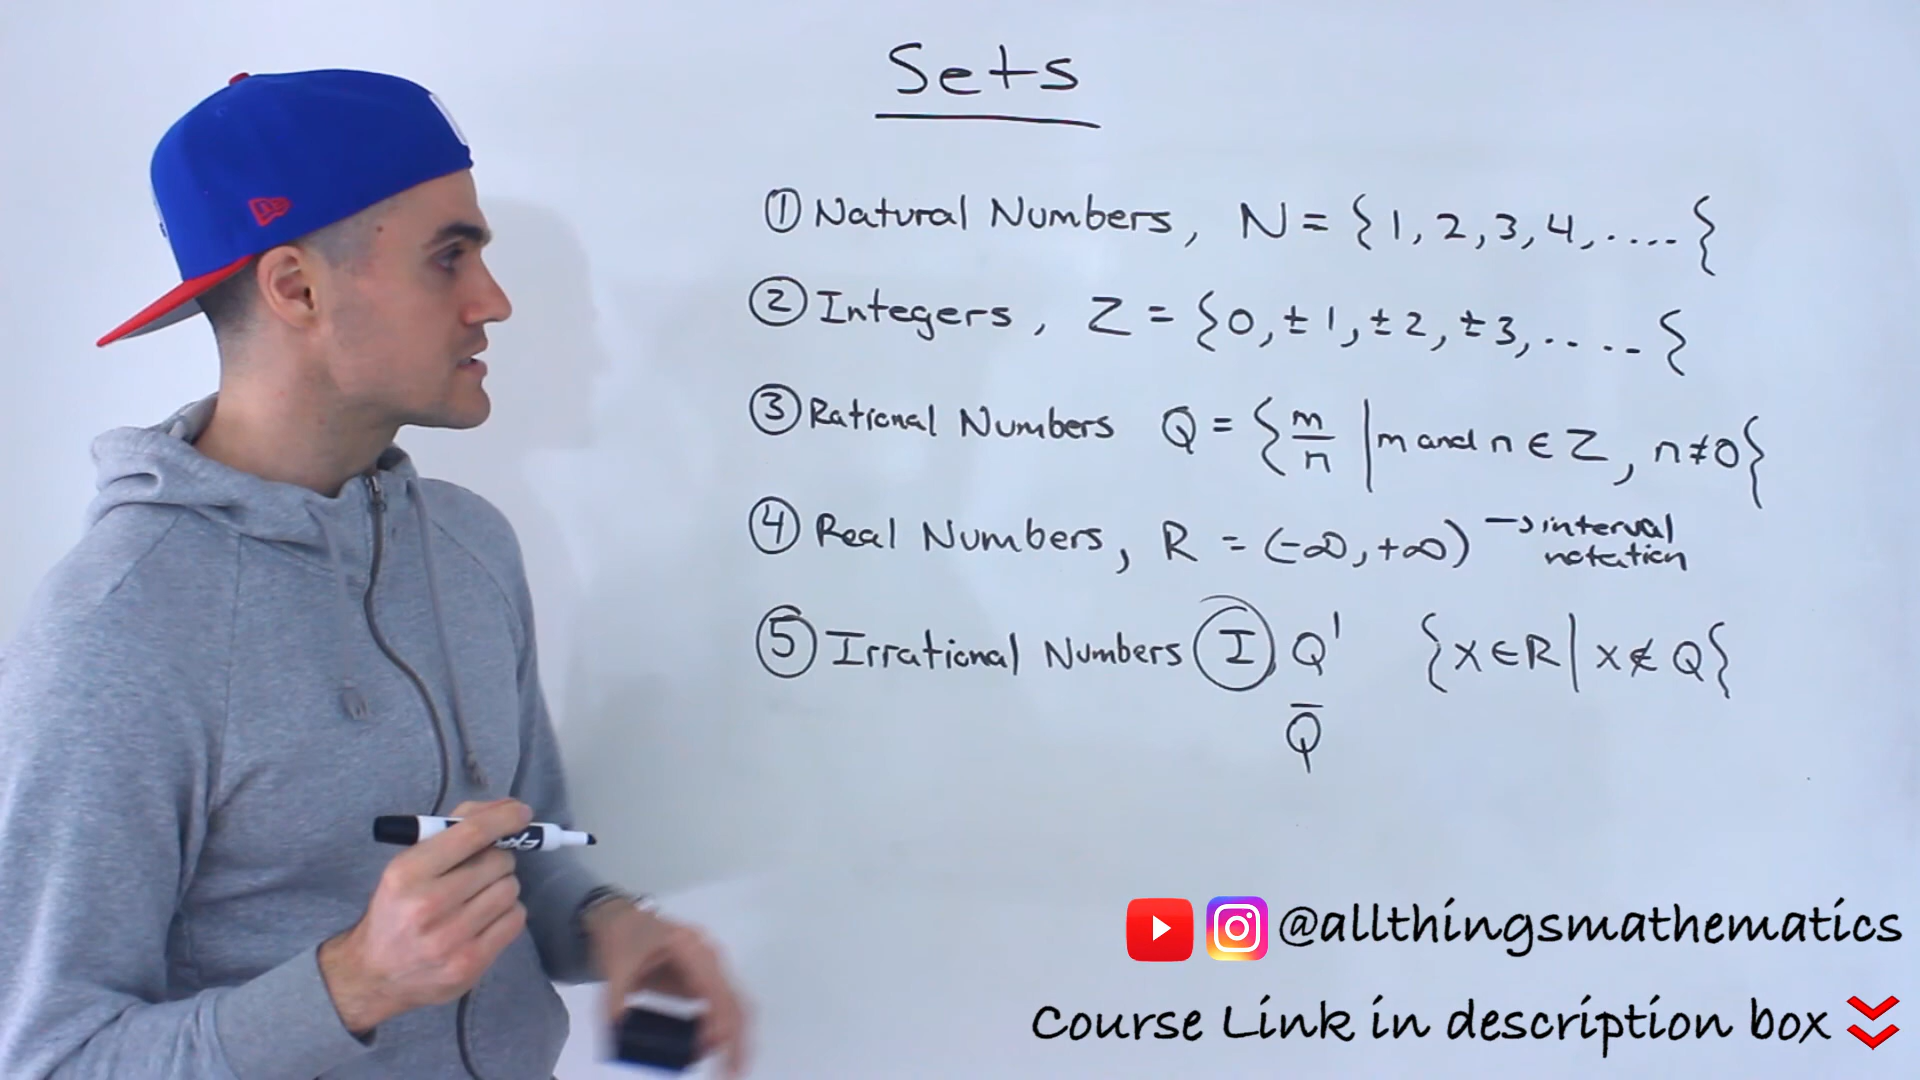 Sets
① Natural Numbers, N = {1, 2, 3, 4, .... {
② Integers, Z = {0, ±1, ±2, ±3, .... {
③ Rational Numbers Q = {m/n | m and n ∈ Z, n≠0{
④ Real Numbers, R = (-∞, +∞) → interval notation
⑤ Irrational Numbers I Q' {x∈R | x∉Q{
Q̅
@allthingsmathematics
Course Link in description box